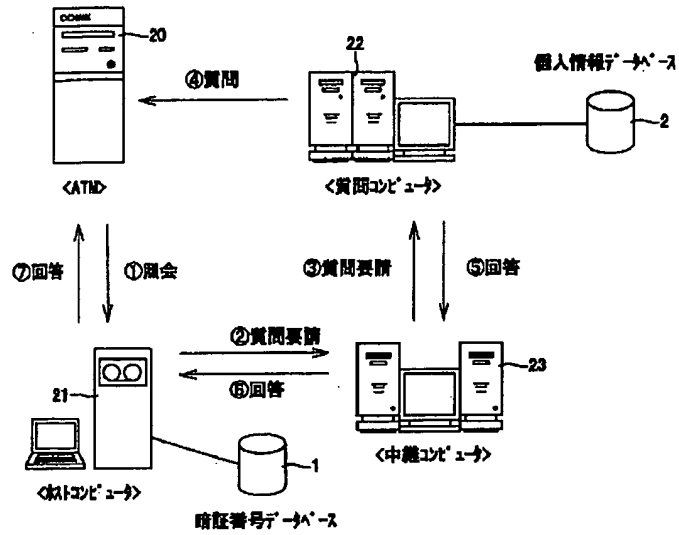 20
22
④質問
個人情報データベース
2
<ATM>
<質問コンピュータ>
⑦回答
①照会
③質問要請
⑤回答
②質問要請
⑥回答
21
23
<ホストコンピュータ>
1
<中継コンピュータ>
暗証番号データベース